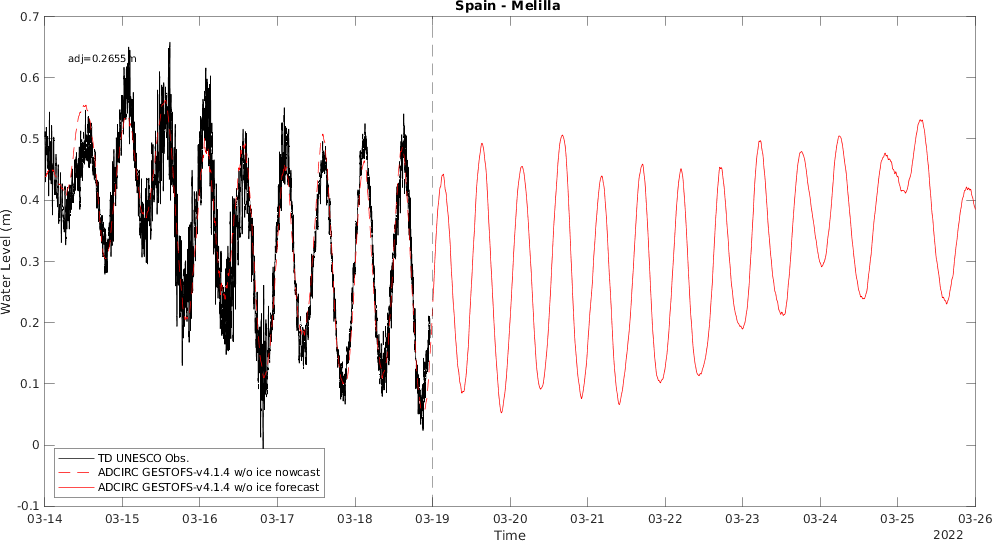 Spain - Melilla
adj=0.2655 m
Water Level (m)
0.7
0.6
0.5
0.4
0.3
0.2
0.1
0
-0.1
TD UNESCO Obs.
ADCIRC GESTOFS-v4.1.4 w/o ice nowcast
ADCIRC GESTOFS-v4.1.4 w/o ice forecast
03-14 03-15 03-16 03-17 03-18 03-19 03-20 03-21 03-22 03-23 03-24 03-25 03-26
Time
2022